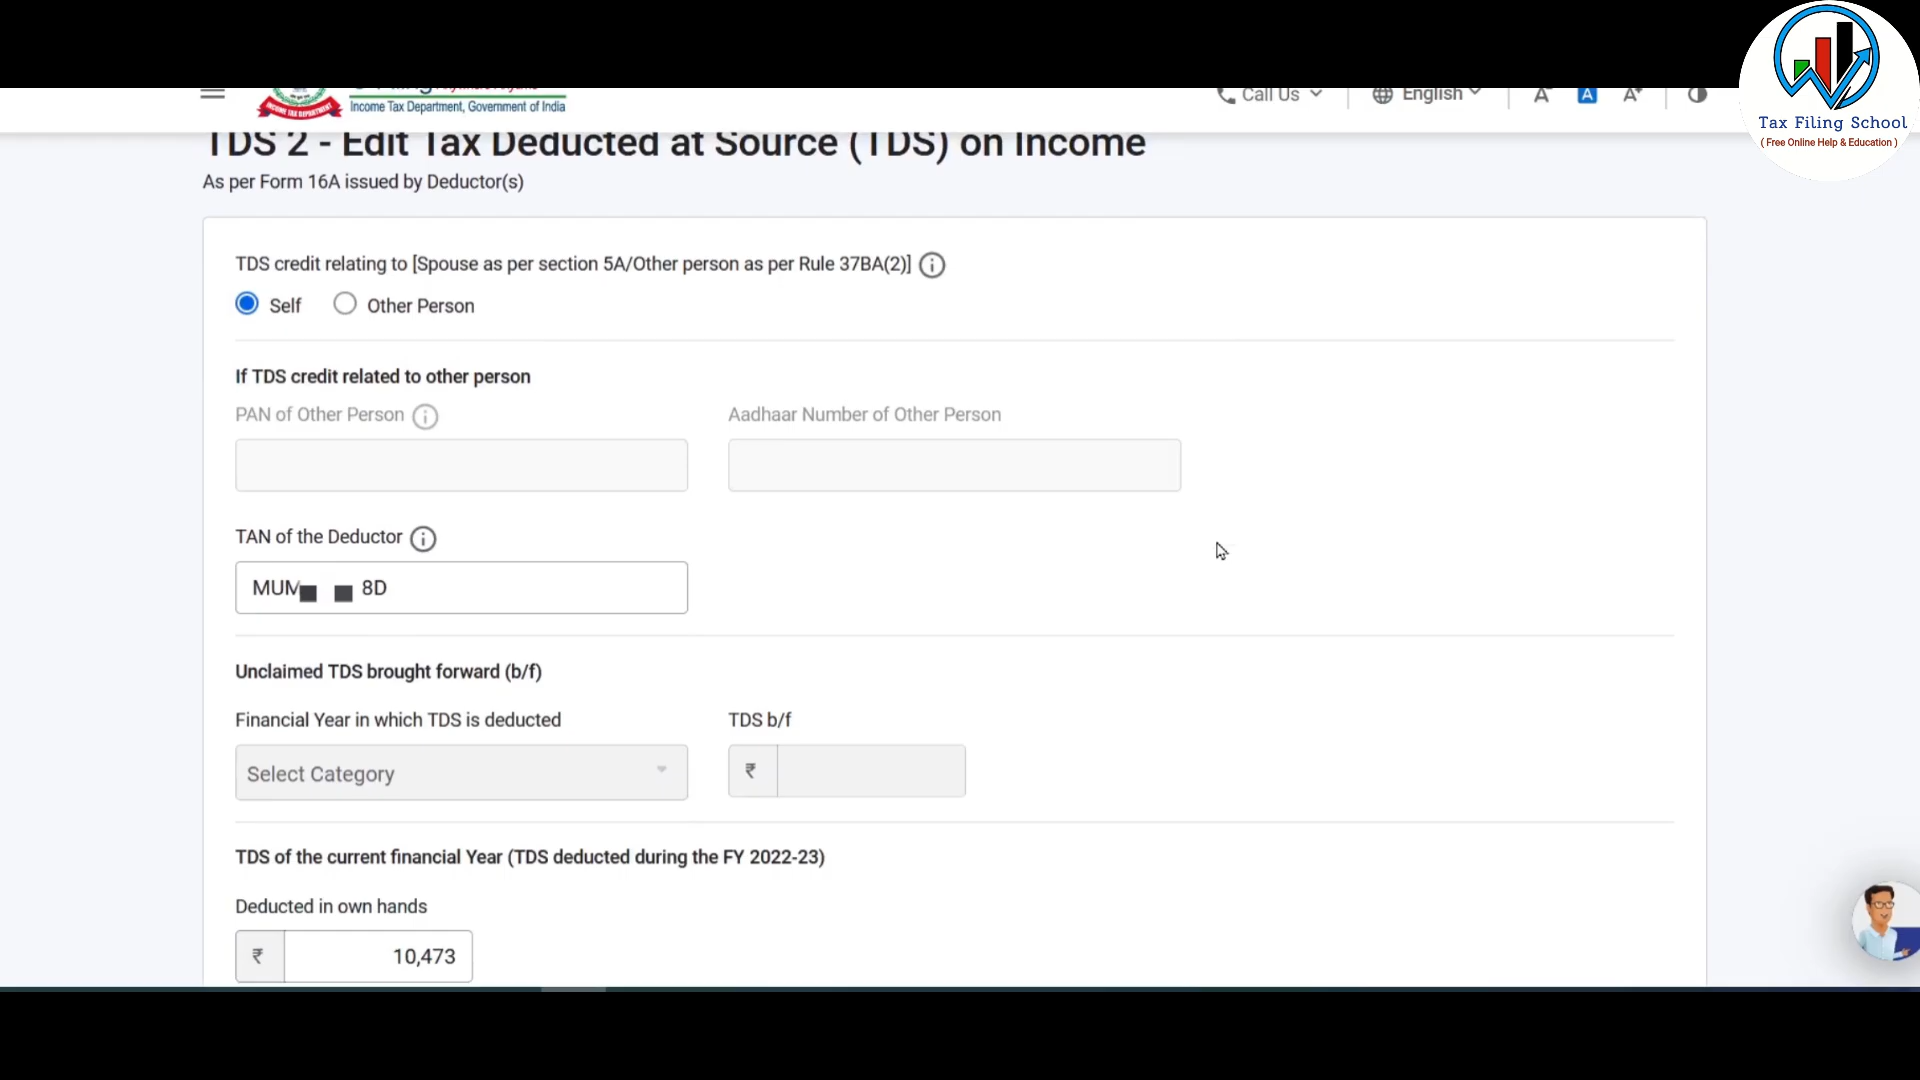 Income Tax Department, Government of India
Call Us
English
A
A
A+
Tax Filing School
( Free Online Help & Education )
TDS 2 - Edit Tax Deducted at Source (TDS) on Income
As per Form 16A issued by Deductor(s)
TDS credit relating to [Spouse as per section 5A/Other person as per Rule 37BA(2)]
Self Other Person
If TDS credit related to other person
PAN of Other Person Aadhaar Number of Other Person
TAN of the Deductor
MUM 8D
Unclaimed TDS brought forward (b/f)
Financial Year in which TDS is deducted TDS b/f
Select Category ₹
TDS of the current financial Year (TDS deducted during the FY 2022-23)
Deducted in own hands
₹ 10,473